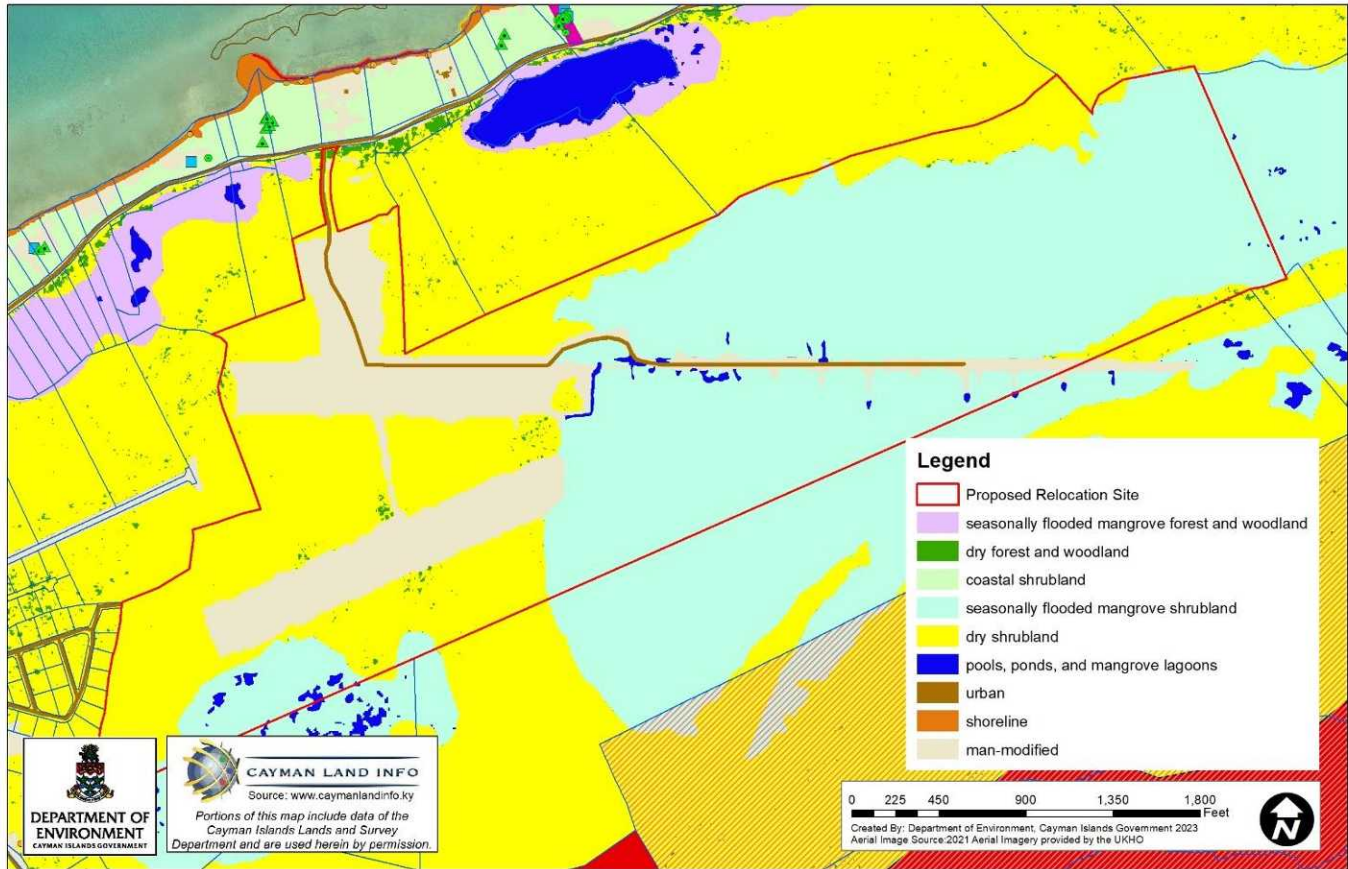 Legend
Proposed Relocation Site
seasonally flooded mangrove forest and woodland
dry forest and woodland
coastal shrubland
seasonally flooded mangrove shrubland
dry shrubland
pools, ponds, and mangrove lagoons
urban
shoreline
man-modified
DEPARTMENT OF
ENVIRONMENT
CAYMAN ISLANDS GOVERNMENT
CAYMAN LAND INFO
Source: www.caymanlandinfo.ky
Portions of this map include data of the
Cayman Islands Lands and Survey
Department and are used herein by permission.
0 225 450 900 1,350 1,800
Feet
Created By: Department of Environment, Cayman Islands Government 2023
Aerial Image Source:2021 Aerial Imagery provided by the UKHO
N